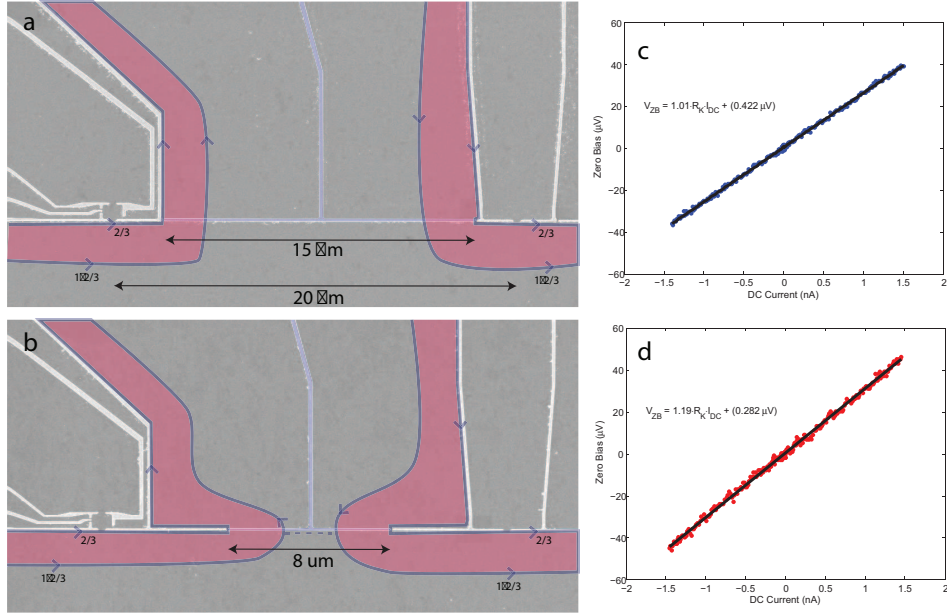 a
2/3
2/3
15 m
1 2/3
1 2/3
20 m
b
2/3
2/3
8 um
1 2/3
1 2/3
c
60
40
20
0
−20
−40
−60
Zero Bias (μV)
V_ZB = 1.01·R_K·I_DC + (0.422 μV)
−2 −1.5 −1 −0.5 0 0.5 1 1.5 2
DC Current (nA)
d
60
40
20
0
−20
−40
−60
Zero Bias (μV)
V_ZB = 1.19·R_K·I_DC + (0.282 μV)
−2 −1.5 −1 −0.5 0 0.5 1 1.5 2
DC Current (nA)